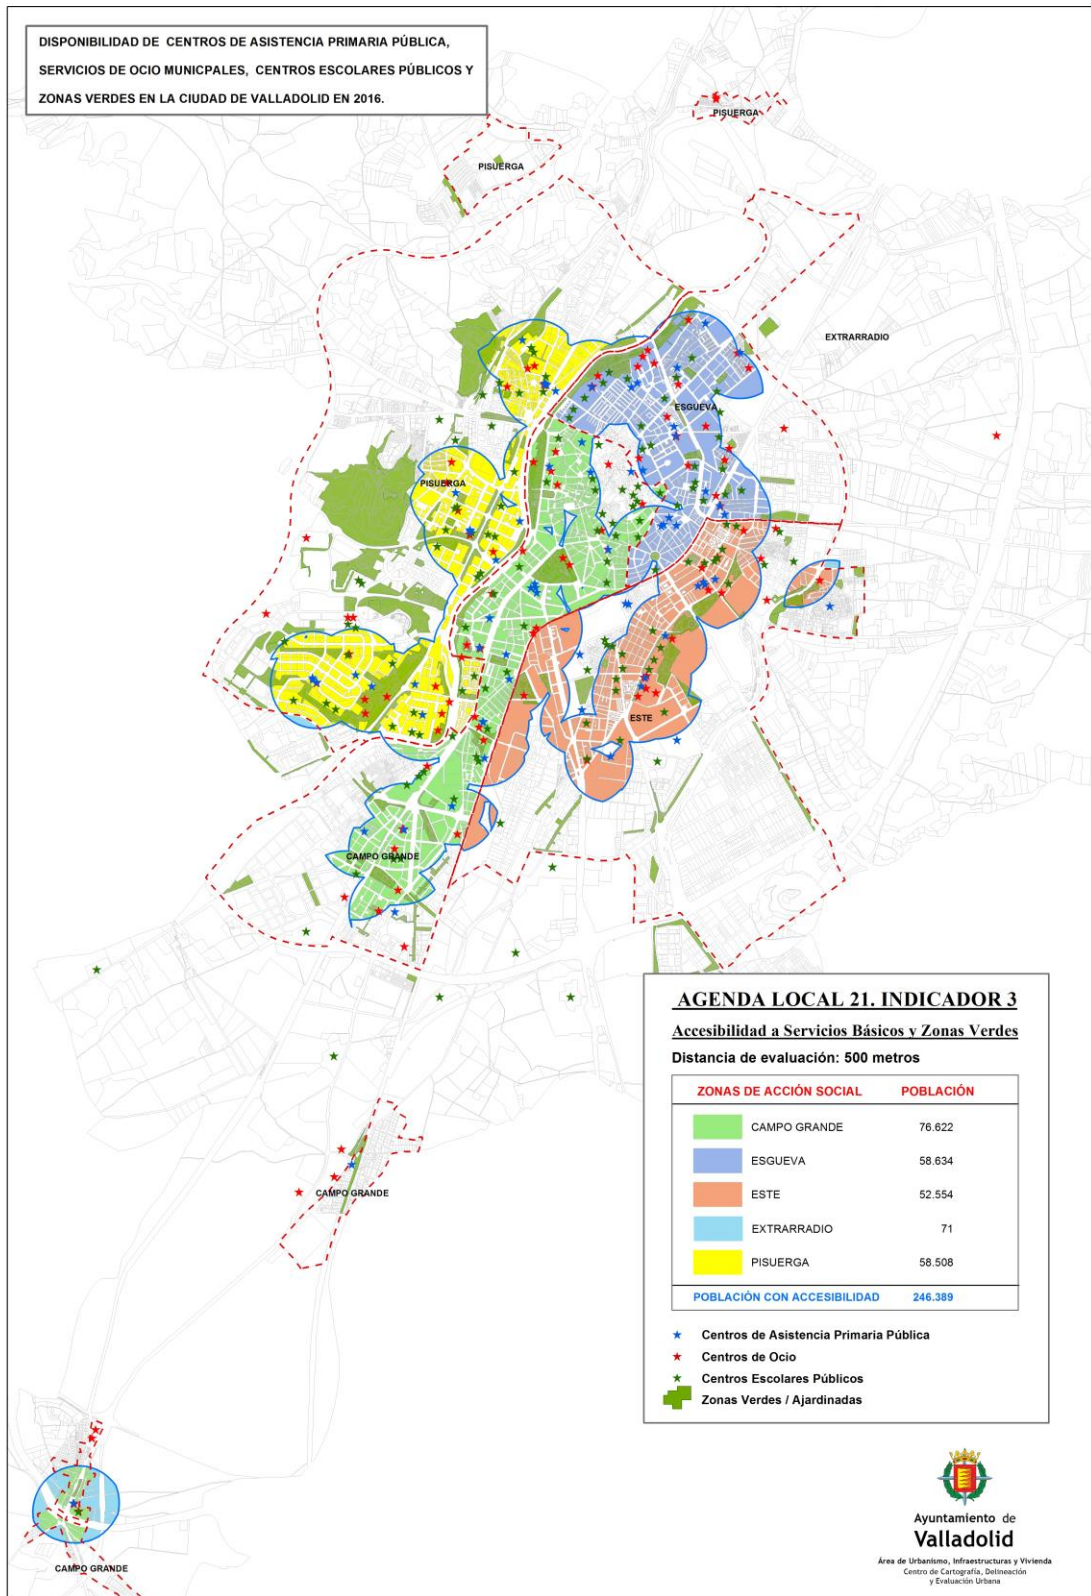 DISPONIBILIDAD DE CENTROS DE ASISTENCIA PRIMARIA PÚBLICA,
SERVICIOS DE OCIO MUNICPALES, CENTROS ESCOLARES PÚBLICOS Y
ZONAS VERDES EN LA CIUDAD DE VALLADOLID EN 2016.
PISUERGA
PISUERGA
EXTRARRADIO
ESGUEVA
PISUERGA
ESTE
CAMPO GRANDE
CAMPO GRANDE
CAMPO GRANDE
AGENDA LOCAL 21. INDICADOR 3
Accesibilidad a Servicios Básicos y Zonas Verdes
Distancia de evaluación: 500 metros
ZONAS DE ACCIÓN SOCIAL POBLACIÓN
CAMPO GRANDE 76.622
ESGUEVA 58.634
ESTE 52.554
EXTRARRADIO 71
PISUERGA 58.508
POBLACIÓN CON ACCESIBILIDAD 246.389
Centros de Asistencia Primaria Pública
Centros de Ocio
Centros Escolares Públicos
Zonas Verdes / Ajardinadas
Ayuntamiento de
Valladolid
Área de Urbanismo, Infraestructuras y Vivienda
Centro de Cartografía, Delineación
y Evaluación Urbana